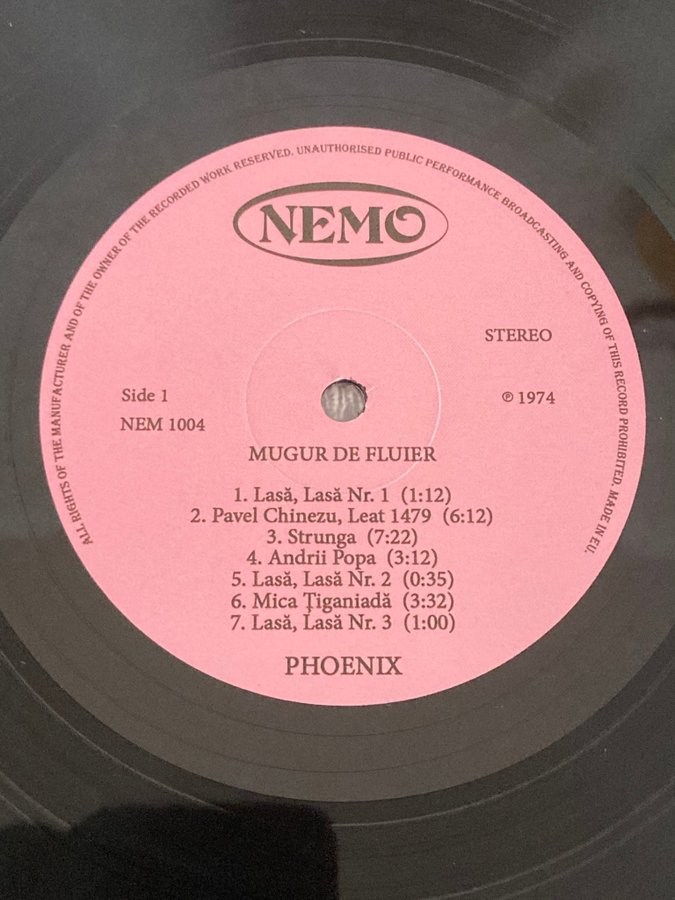 ALL RIGHTS OF THE MANUFACTURER AND OF THE OWNER OF THE RECORDED WORK RESERVED. UNAUTHORISED PUBLIC PERFORMANCE BROADCASTING AND COPYING OF THIS RECORD PROHIBITED. MADE IN EU.
NEMO
STEREO
Side 1
NEM 1004
℗ 1974
MUGUR DE FLUIER
1. Lasă, Lasă Nr. 1 (1:12)
2. Pavel Chinezu, Leat 1479 (6:12)
3. Strunga (7:22)
4. Andrii Popa (3:12)
5. Lasă, Lasă Nr. 2 (0:35)
6. Mica Ţiganiadă (3:32)
7. Lasă, Lasă Nr. 3 (1:00)
PHOENIX